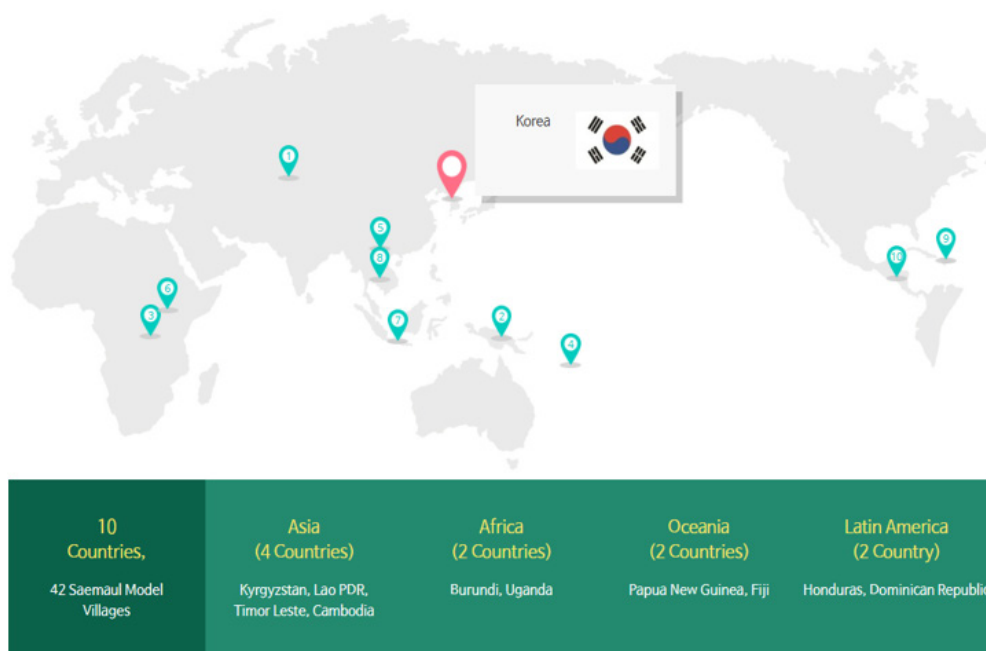 Korea
1
5
8
6
3
7
2
4
9
10
10
Countries,
42 Saemaul Model
Villages
Asia
(4 Countries)
Kyrgyzstan, Lao PDR,
Timor Leste, Cambodia
Africa
(2 Countries)
Burundi, Uganda
Oceania
(2 Countries)
Papua New Guinea, Fiji
Latin America
(2 Country)
Honduras, Dominican Republic